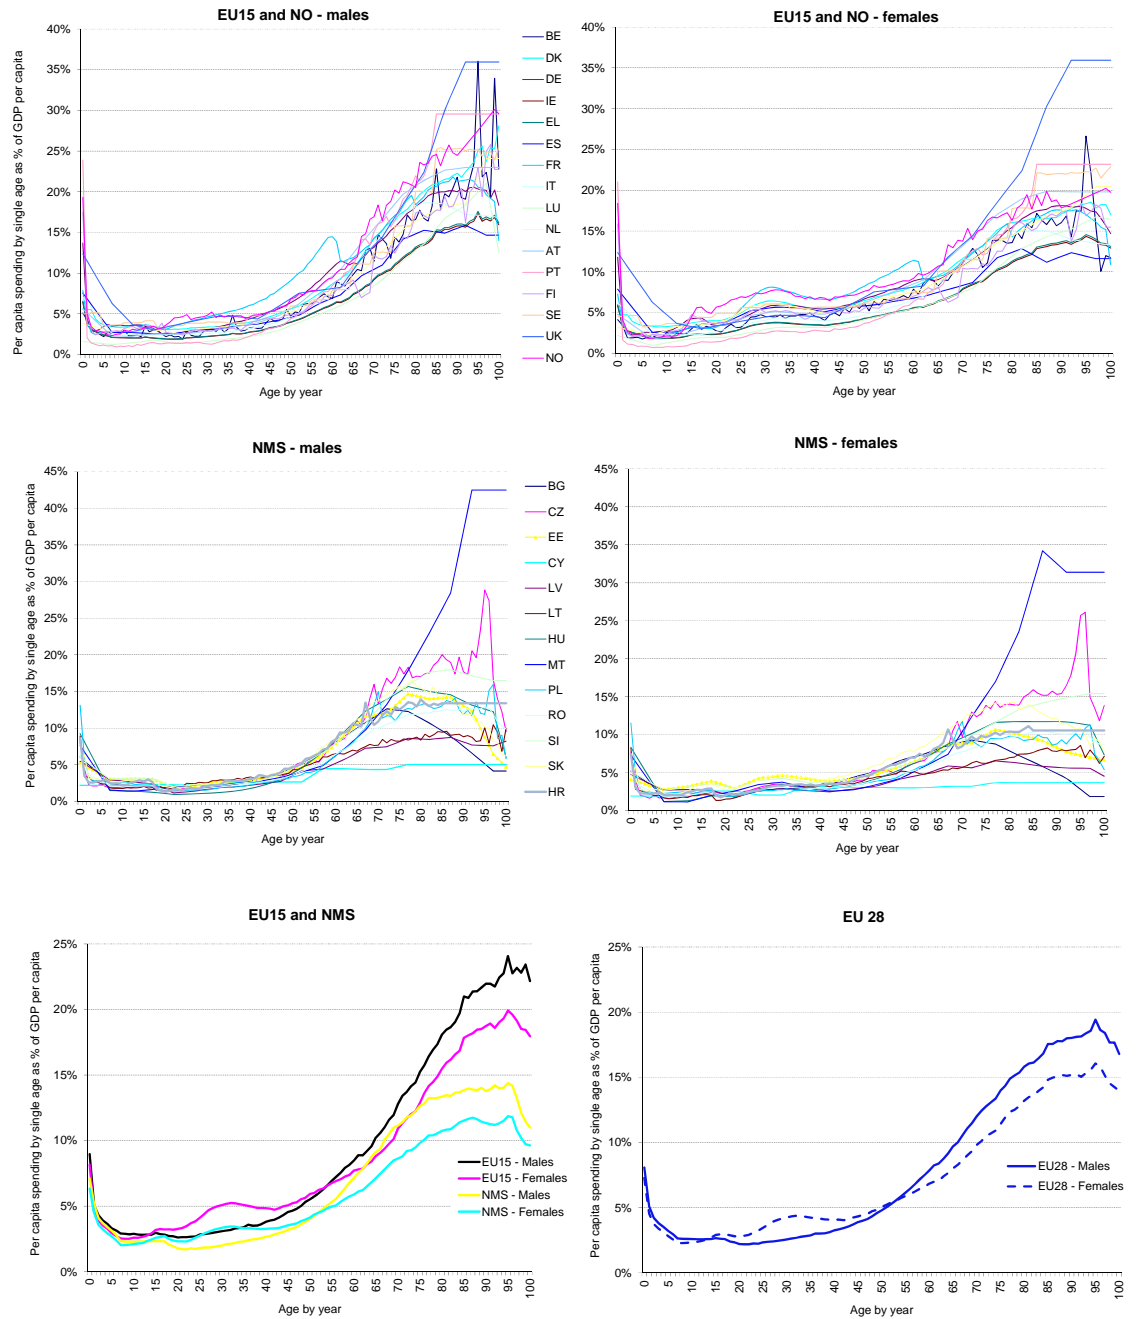 EU15 and NO - males
Per capita spending by single age as % of GDP per capita
40%
35%
30%
25%
20%
15%
10%
5%
0%
0 5 10 15 20 25 30 35 40 45 50 55 60 65 70 75 80 85 90 95 100
Age by year
BE
DK
DE
IE
EL
ES
FR
IT
LU
NL
AT
PT
FI
SE
UK
NO
EU15 and NO - females
40%
35%
30%
25%
20%
15%
10%
5%
0%
0 5 10 15 20 25 30 35 40 45 50 55 60 65 70 75 80 85 90 95 100
Age by year
NMS - males
Per capita spending by single age as % of GDP per capita
45%
40%
35%
30%
25%
20%
15%
10%
5%
0%
0 5 10 15 20 25 30 35 40 45 50 55 60 65 70 75 80 85 90 95 100
Age by year
BG
CZ
EE
CY
LV
LT
HU
MT
PL
RO
SI
SK
HR
NMS - females
45%
40%
35%
30%
25%
20%
15%
10%
5%
0%
0 5 10 15 20 25 30 35 40 45 50 55 60 65 70 75 80 85 90 95 100
Age by year
EU15 and NMS
Per capita spending by single age as % of GDP per capita
25%
20%
15%
10%
5%
0%
0 5 10 15 20 25 30 35 40 45 50 55 60 65 70 75 80 85 90 95 100
Age by year
EU15 - Males
EU15 - Females
NMS - Males
NMS - Females
EU 28
Per capita spending by single age as % of GDP per capita
25%
20%
15%
10%
5%
0%
0 5 10 15 20 25 30 35 40 45 50 55 60 65 70 75 80 85 90 95 100
Age by year
EU28 - Males
EU28 - Females